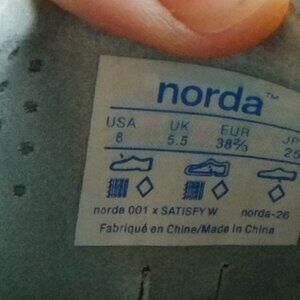 norda™
USA UK EUR JP
8 5.5 38⅔ 25
norda 001 x SATISFY W norda-26
Fabriqué en Chine/Made in China